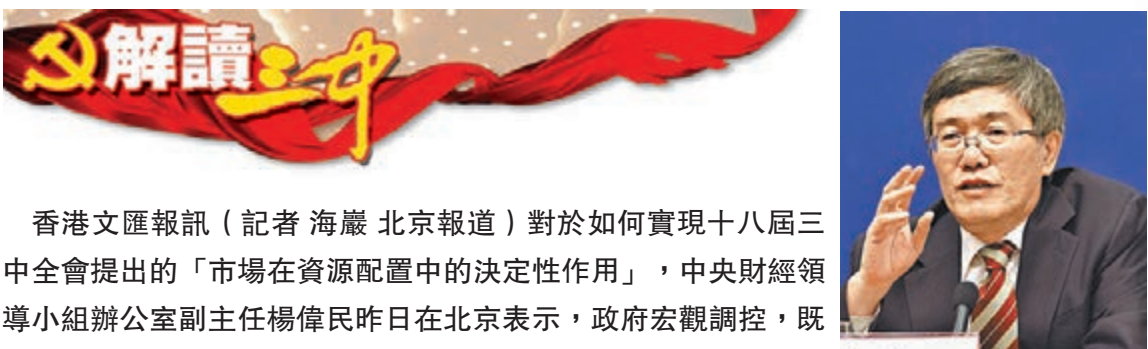 解讀三中
香港文匯報訊（記者 海巖 北京報道）對於如何實現十八屆三
中全會提出的「市場在資源配置中的決定性作用」，中央財經領
導小組辦公室副主任楊偉民昨日在北京表示，政府宏觀調控，既